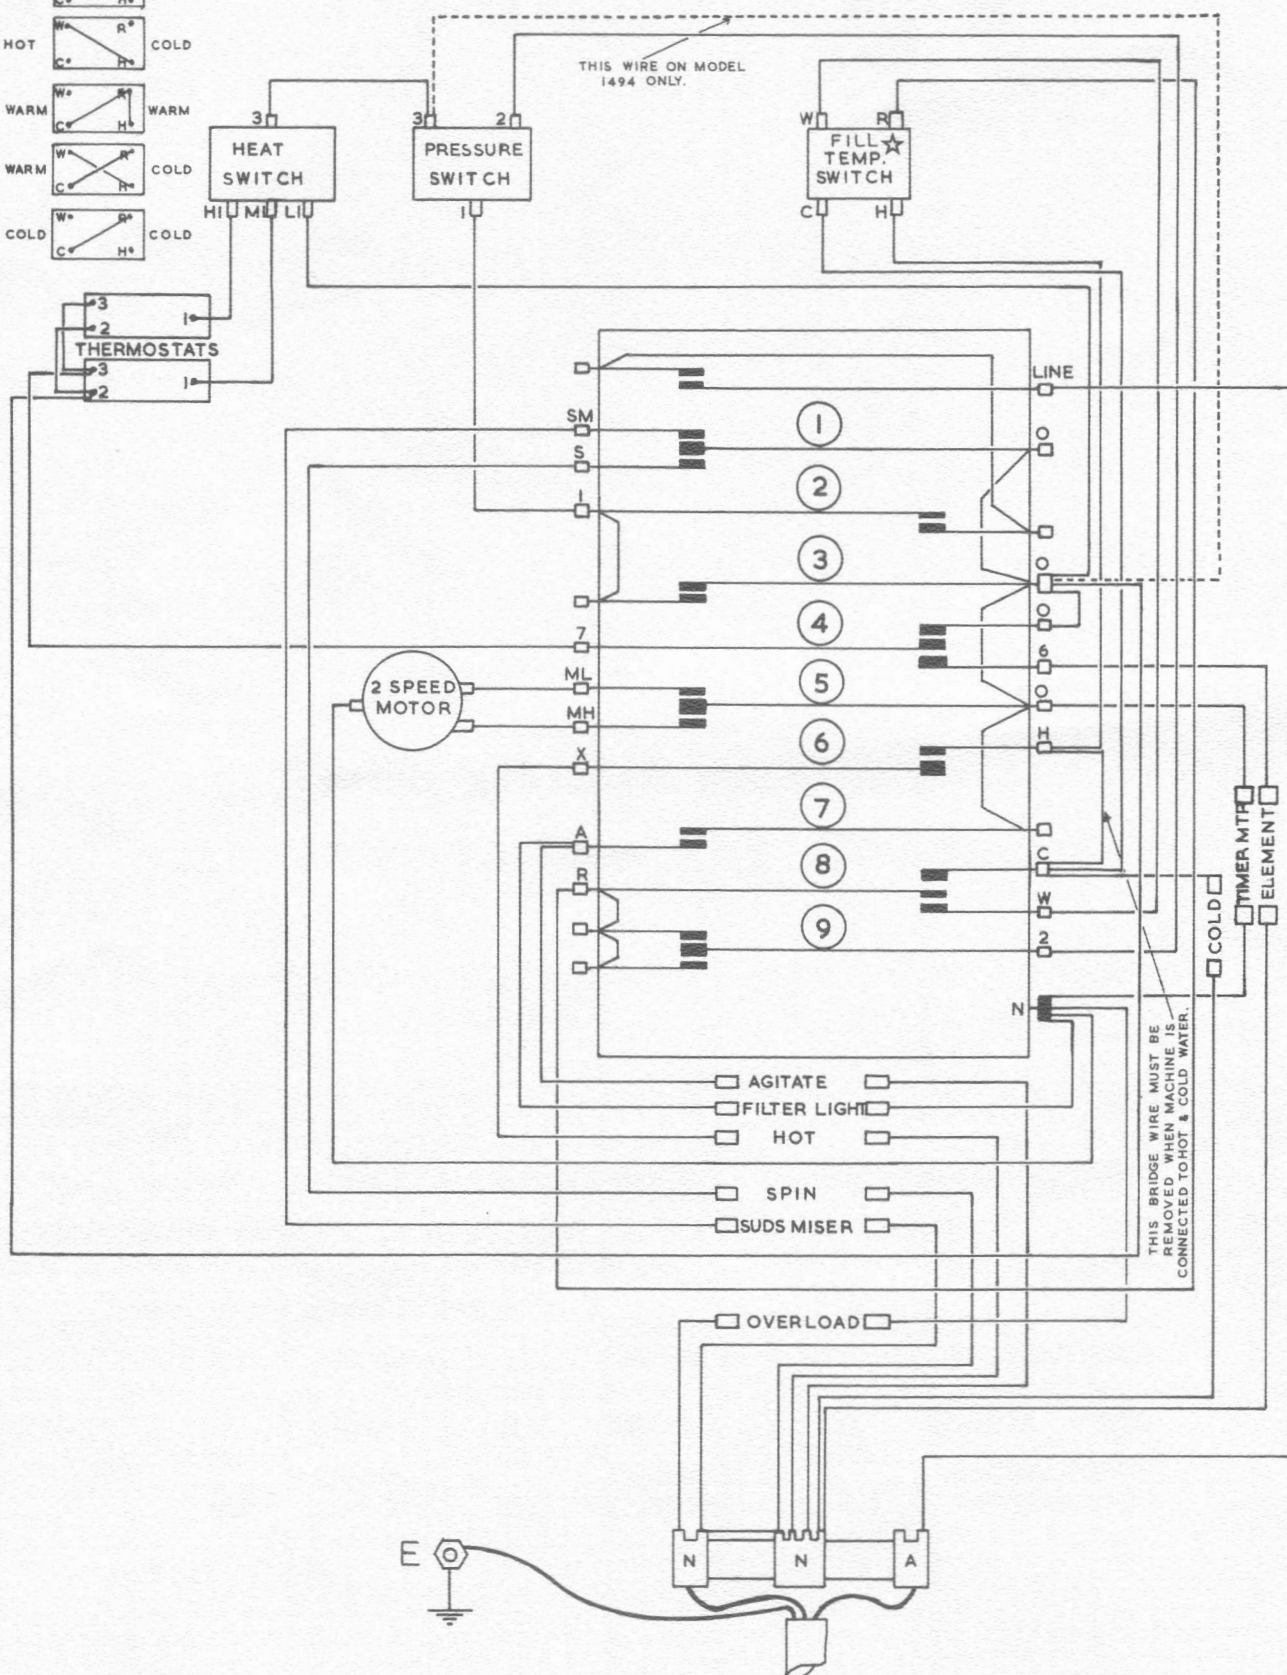 C H
W R
HOT COLD
C H
THIS WIRE ON MODEL
1494 ONLY.
W R
WARM WARM
C H
3 3 2 W R
HEAT
SWITCH
PRESSURE
SWITCH
FILL ☆
TEMP.
SWITCH
W R
WARM COLD
C H
HI MI LI 1 C H
W R
COLD COLD
C H
3
1
2
THERMOSTATS
3
1
2
LINE
SM 1 O
S
2
1
3 O
4 O
7 6
ML 5 O
2 SPEED
MOTOR
MH
6 H
X
7
A C
8
R W
9 2
N
TIMER MTR
ELEMENT
COLD
THIS BRIDGE WIRE MUST BE
REMOVED WHEN MACHINE IS
CONNECTED TO HOT & COLD WATER.
AGITATE
FILTER LIGHT
HOT
SPIN
SUDS MISER
OVERLOAD
E N N A